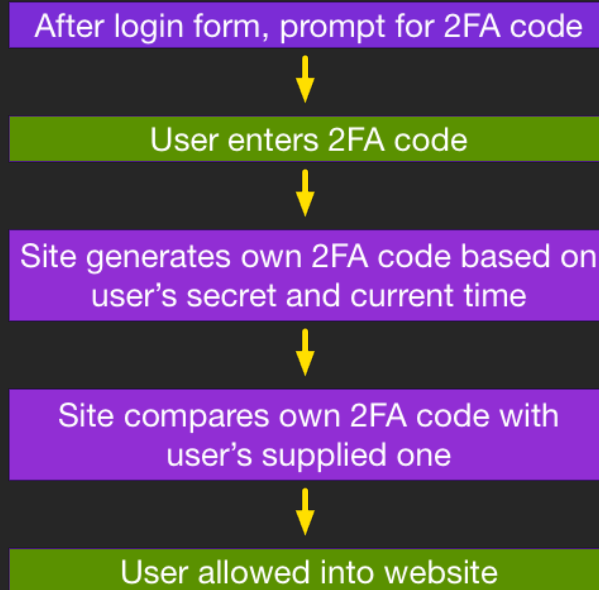 After login form, prompt for 2FA code
User enters 2FA code
Site generates own 2FA code based on
user's secret and current time
Site compares own 2FA code with
user's supplied one
User allowed into website